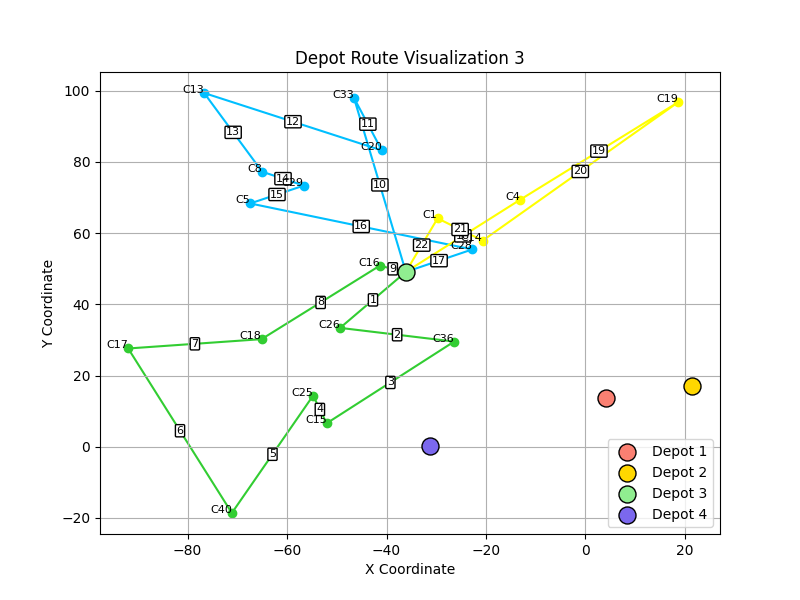 Depot Route Visualization 3
Y Coordinate
100
80
60
40
20
0
−20
−80
−60
−40
−20
0
20
X Coordinate
C13
C33
C19
C20
C8
C5
C4
C1
C14
C28
C16
C26
C36
C17
C18
C25
C15
C40
12
13
11
10
14
15
16
17
19
20
21
22
9
8
1
2
7
3
4
5
6
Depot 1
Depot 2
Depot 3
Depot 4